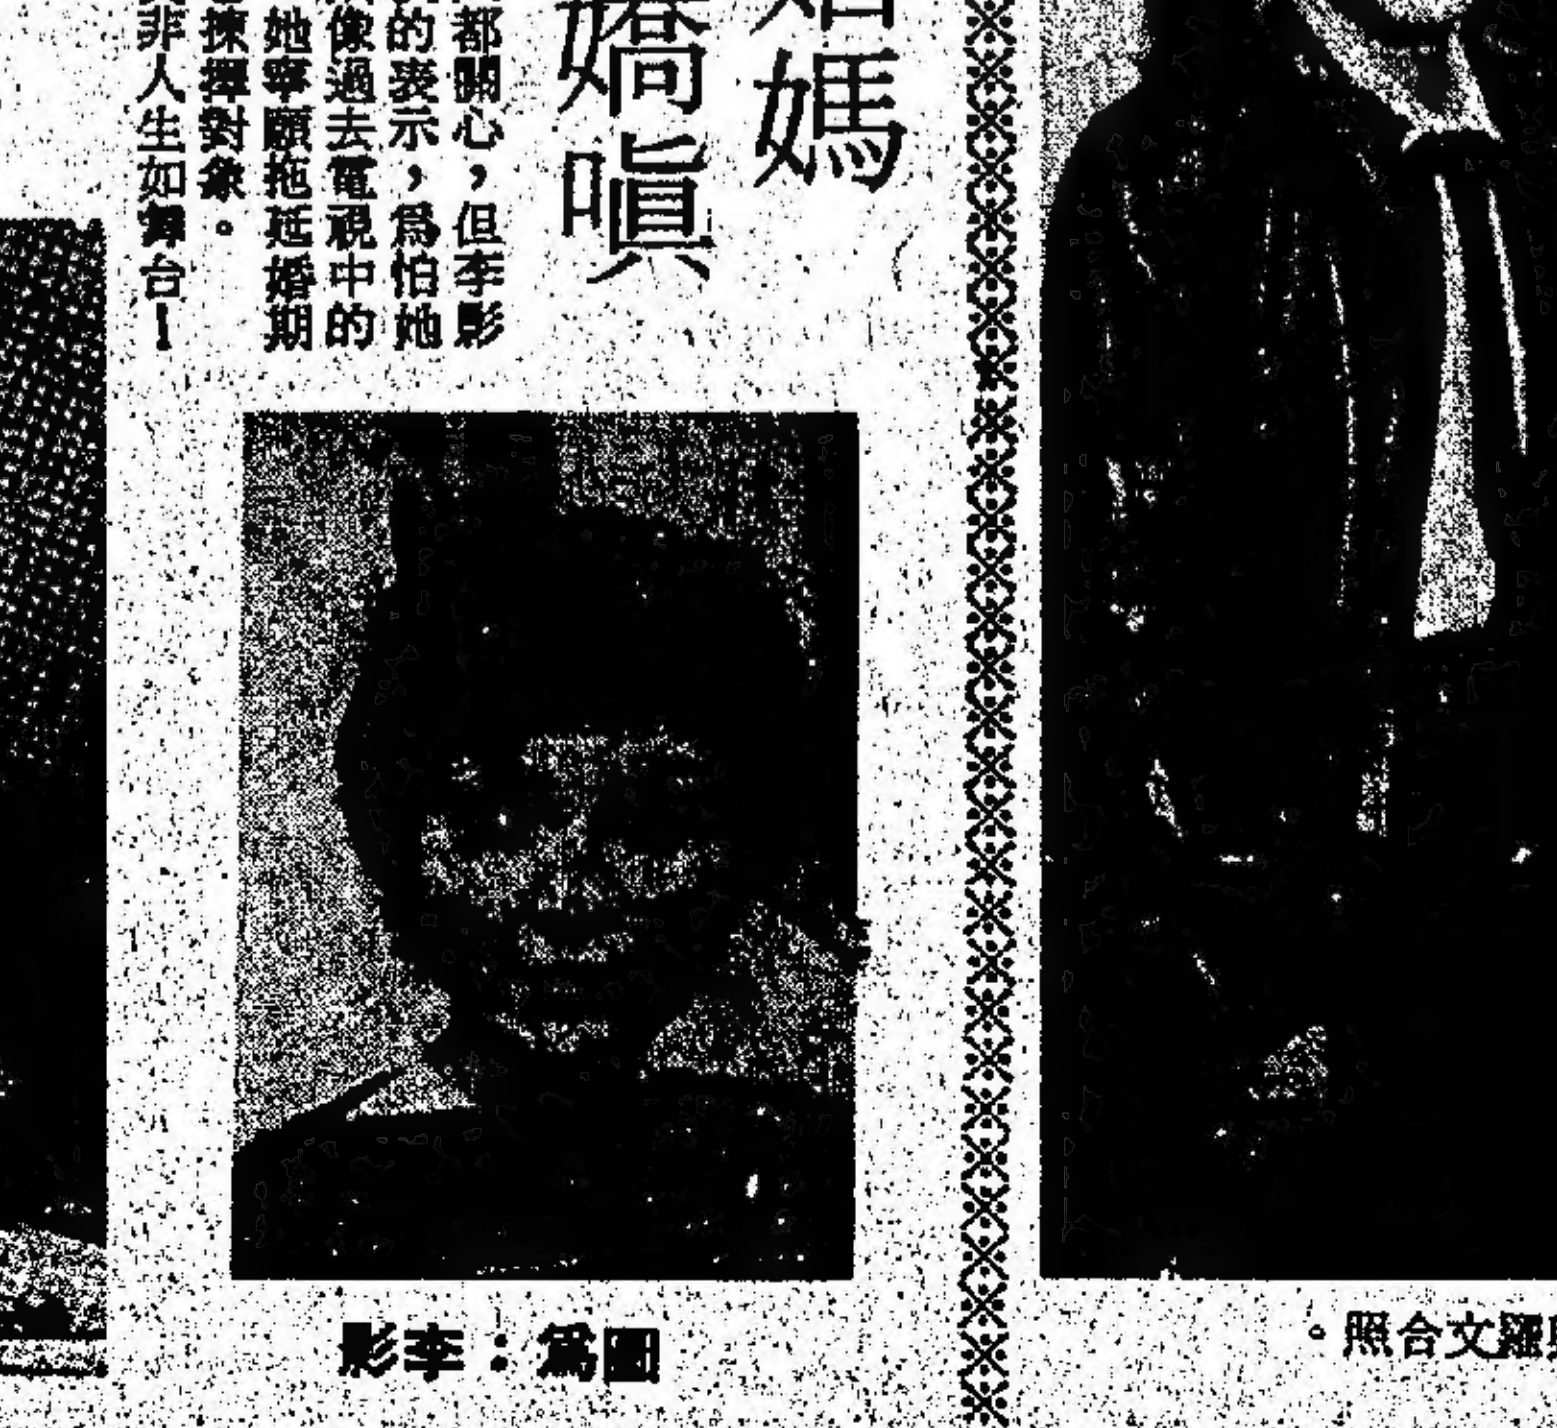 媽
嬌嗔
都關心，但李影
的表示，爲怕她
像過去電視中的
她寧願拖延婚期
揀擇對象。
非人生如舞台！
羅文合照。
圖爲：李影